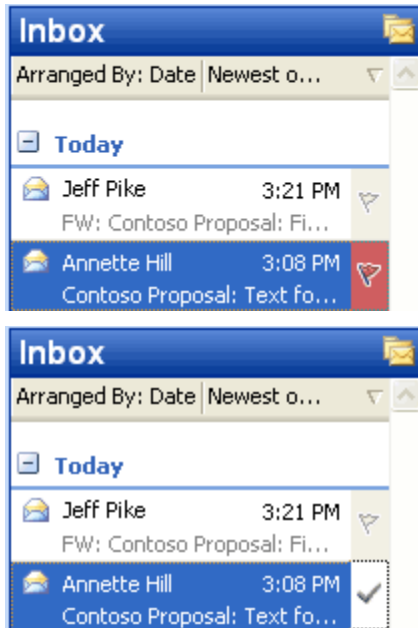 Inbox
Arranged By: Date Newest o...
Today
Jeff Pike 3:21 PM
FW: Contoso Proposal: Fi...
Annette Hill 3:08 PM
Contoso Proposal: Text fo...
Inbox
Arranged By: Date Newest o...
Today
Jeff Pike 3:21 PM
FW: Contoso Proposal: Fi...
Annette Hill 3:08 PM
Contoso Proposal: Text fo...